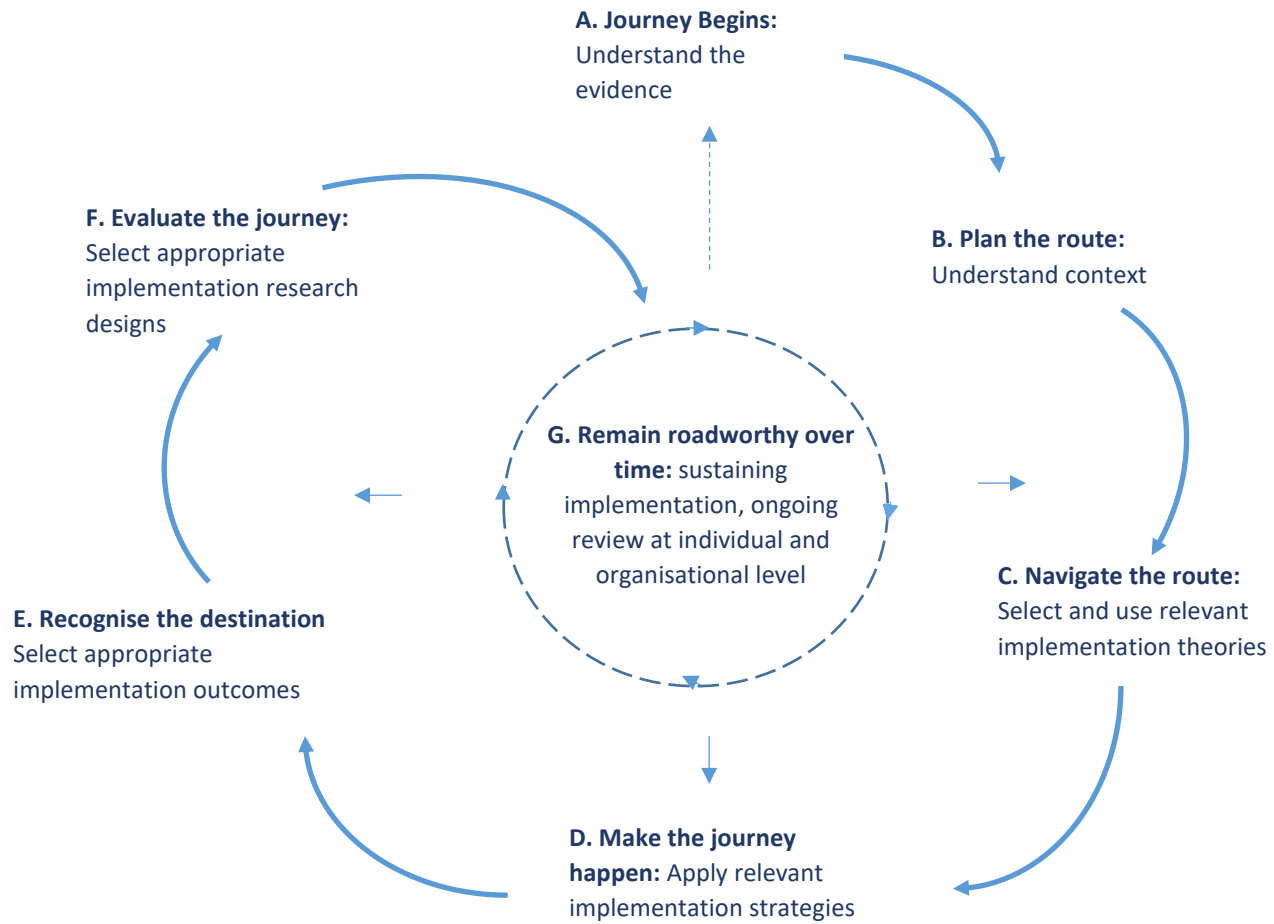 A. Journey Begins:
Understand the
evidence
B. Plan the route:
Understand context
C. Navigate the route:
Select and use relevant
implementation theories
D. Make the journey
happen: Apply relevant
implementation strategies
E. Recognise the destination
Select appropriate
implementation outcomes
F. Evaluate the journey:
Select appropriate
implementation research
designs
G. Remain roadworthy over
time: sustaining
implementation, ongoing
review at individual and
organisational level